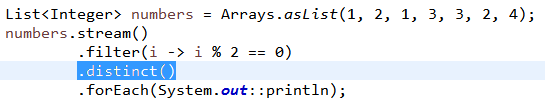 List<Integer> numbers = Arrays.asList(1, 2, 1, 3, 3, 2, 4);
numbers.stream()
.filter(i -> i % 2 == 0)
.distinct()
.forEach(System.out::println);